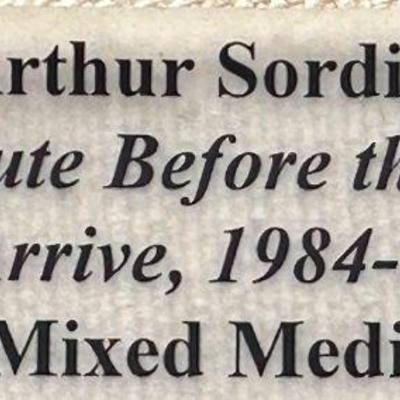 rthur Sordi
ute Before th
rrive, 1984-
Mixed Medi